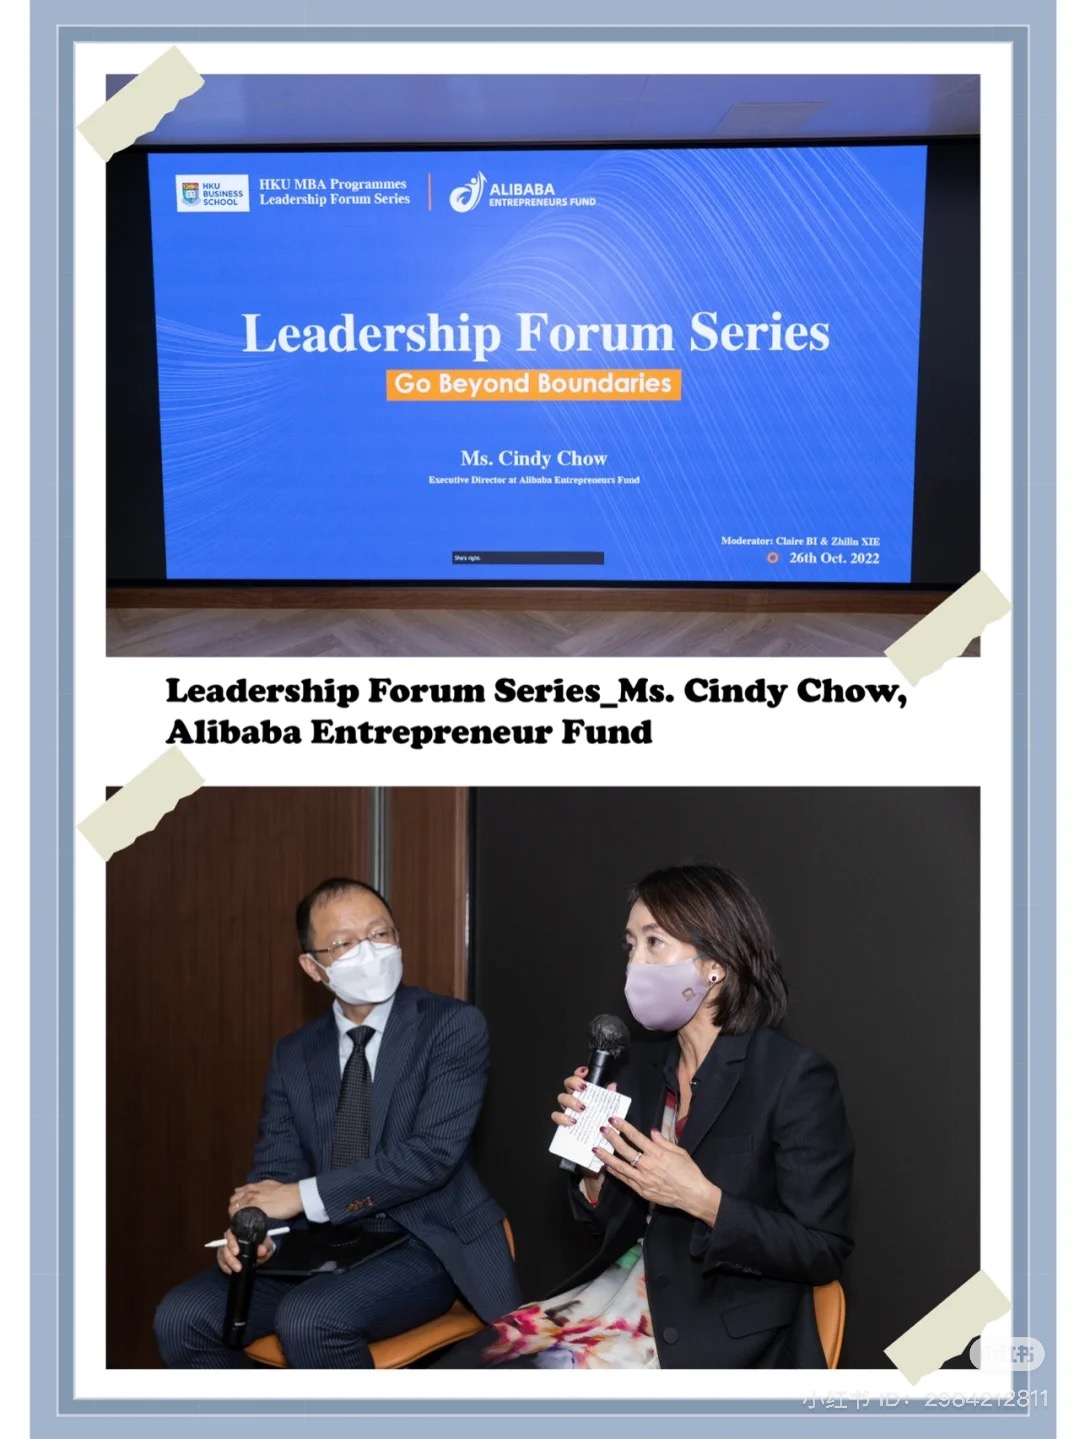 HKU
BUSINESS
SCHOOL
HKU MBA Programmes
Leadership Forum Series
ALIBABA
ENTREPRENEURS FUND
Leadership Forum Series
Go Beyond Boundaries
Ms. Cindy Chow
Executive Director at Alibaba Entrepreneurs Fund
She's right.
Moderator: Claire BI & Zhilin XIE
26th Oct. 2022
Leadership Forum Series_Ms. Cindy Chow,
Alibaba Entrepreneur Fund
小红书
小红书 ID: 2984212811